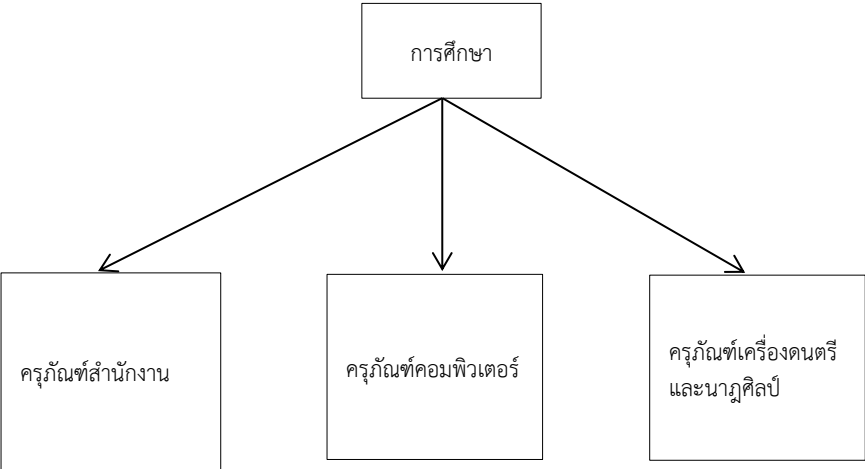 การศึกษา
ครุภัณฑ์สำนักงาน
ครุภัณฑ์คอมพิวเตอร์
ครุภัณฑ์เครื่องดนตรี
และนาฏศิลป์